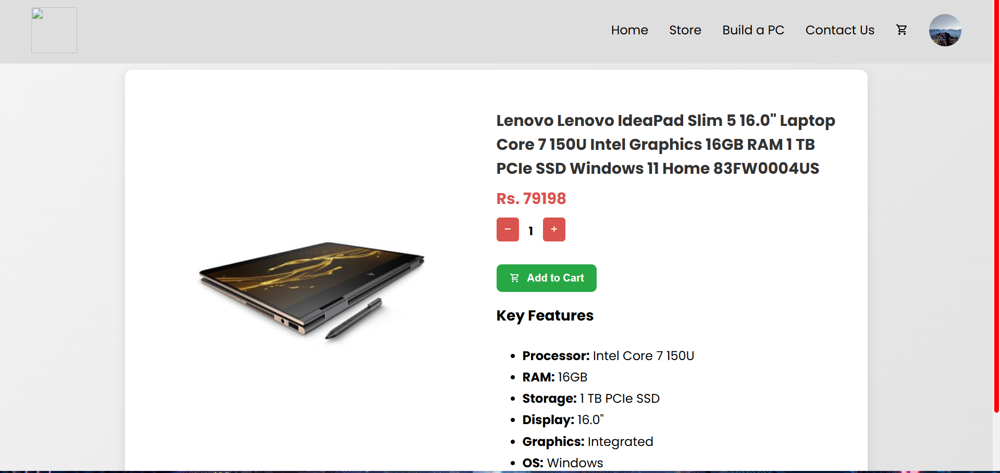 Home Store Build a PC Contact Us
Lenovo Lenovo IdeaPad Slim 5 16.0" Laptop
Core 7 150U Intel Graphics 16GB RAM 1 TB
PCIe SSD Windows 11 Home 83FW0004US
Rs. 79198
− 1 +
Add to Cart
Key Features
• Processor: Intel Core 7 150U
• RAM: 16GB
• Storage: 1 TB PCIe SSD
• Display: 16.0"
• Graphics: Integrated
• OS: Windows